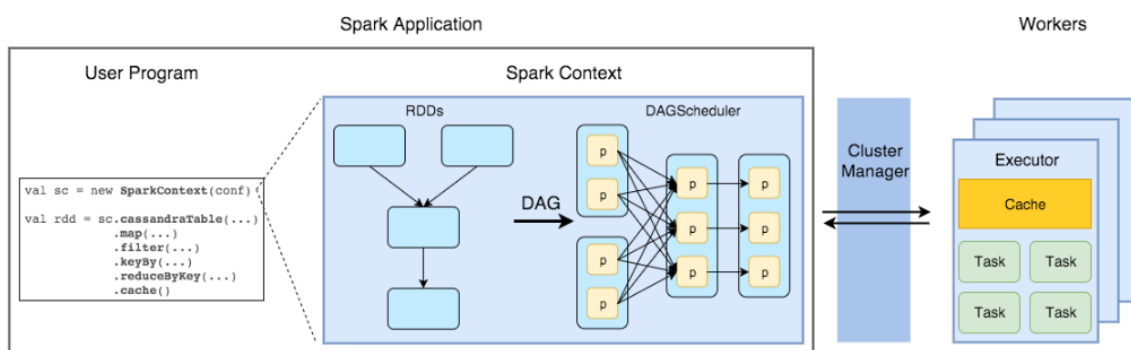 Spark Application
Workers
User Program
Spark Context
RDDs
DAGScheduler
val sc = new SparkContext(conf)
val rdd = sc.cassandraTable(...)
.map(...)
.filter(...)
.keyBy(...)
.reduceByKey(...)
.cache()
DAG
p
p
p
p
p
p
p
p
p
p
Cluster
Manager
Executor
Cache
Task
Task
Task
Task